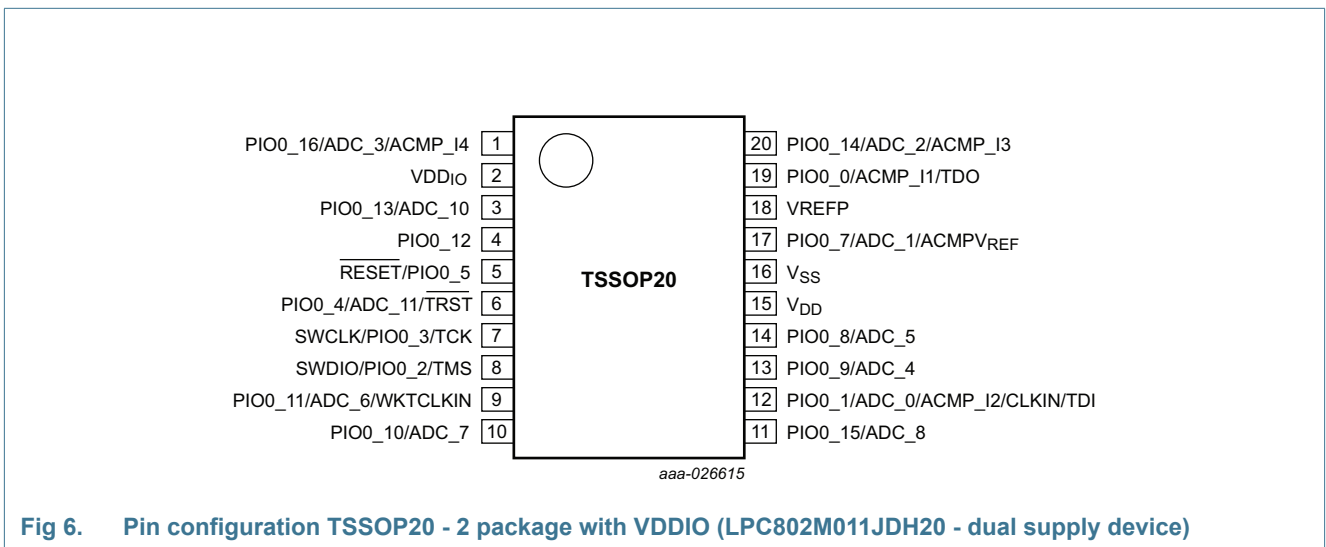 PIO0_16/ADC_3/ACMP_I4 1 20 PIO0_14/ADC_2/ACMP_I3
VDDIO 2 19 PIO0_0/ACMP_I1/TDO
PIO0_13/ADC_10 3 18 VREFP
PIO0_12 4 17 PIO0_7/ADC_1/ACMPVREF
RESET/PIO0_5 5 TSSOP20 16 VSS
PIO0_4/ADC_11/TRST 6 15 VDD
SWCLK/PIO0_3/TCK 7 14 PIO0_8/ADC_5
SWDIO/PIO0_2/TMS 8 13 PIO0_9/ADC_4
PIO0_11/ADC_6/WKTCLKIN 9 12 PIO0_1/ADC_0/ACMP_I2/CLKIN/TDI
PIO0_10/ADC_7 10 11 PIO0_15/ADC_8
aaa-026615
Fig 6. Pin configuration TSSOP20 - 2 package with VDDIO (LPC802M011JDH20 - dual supply device)